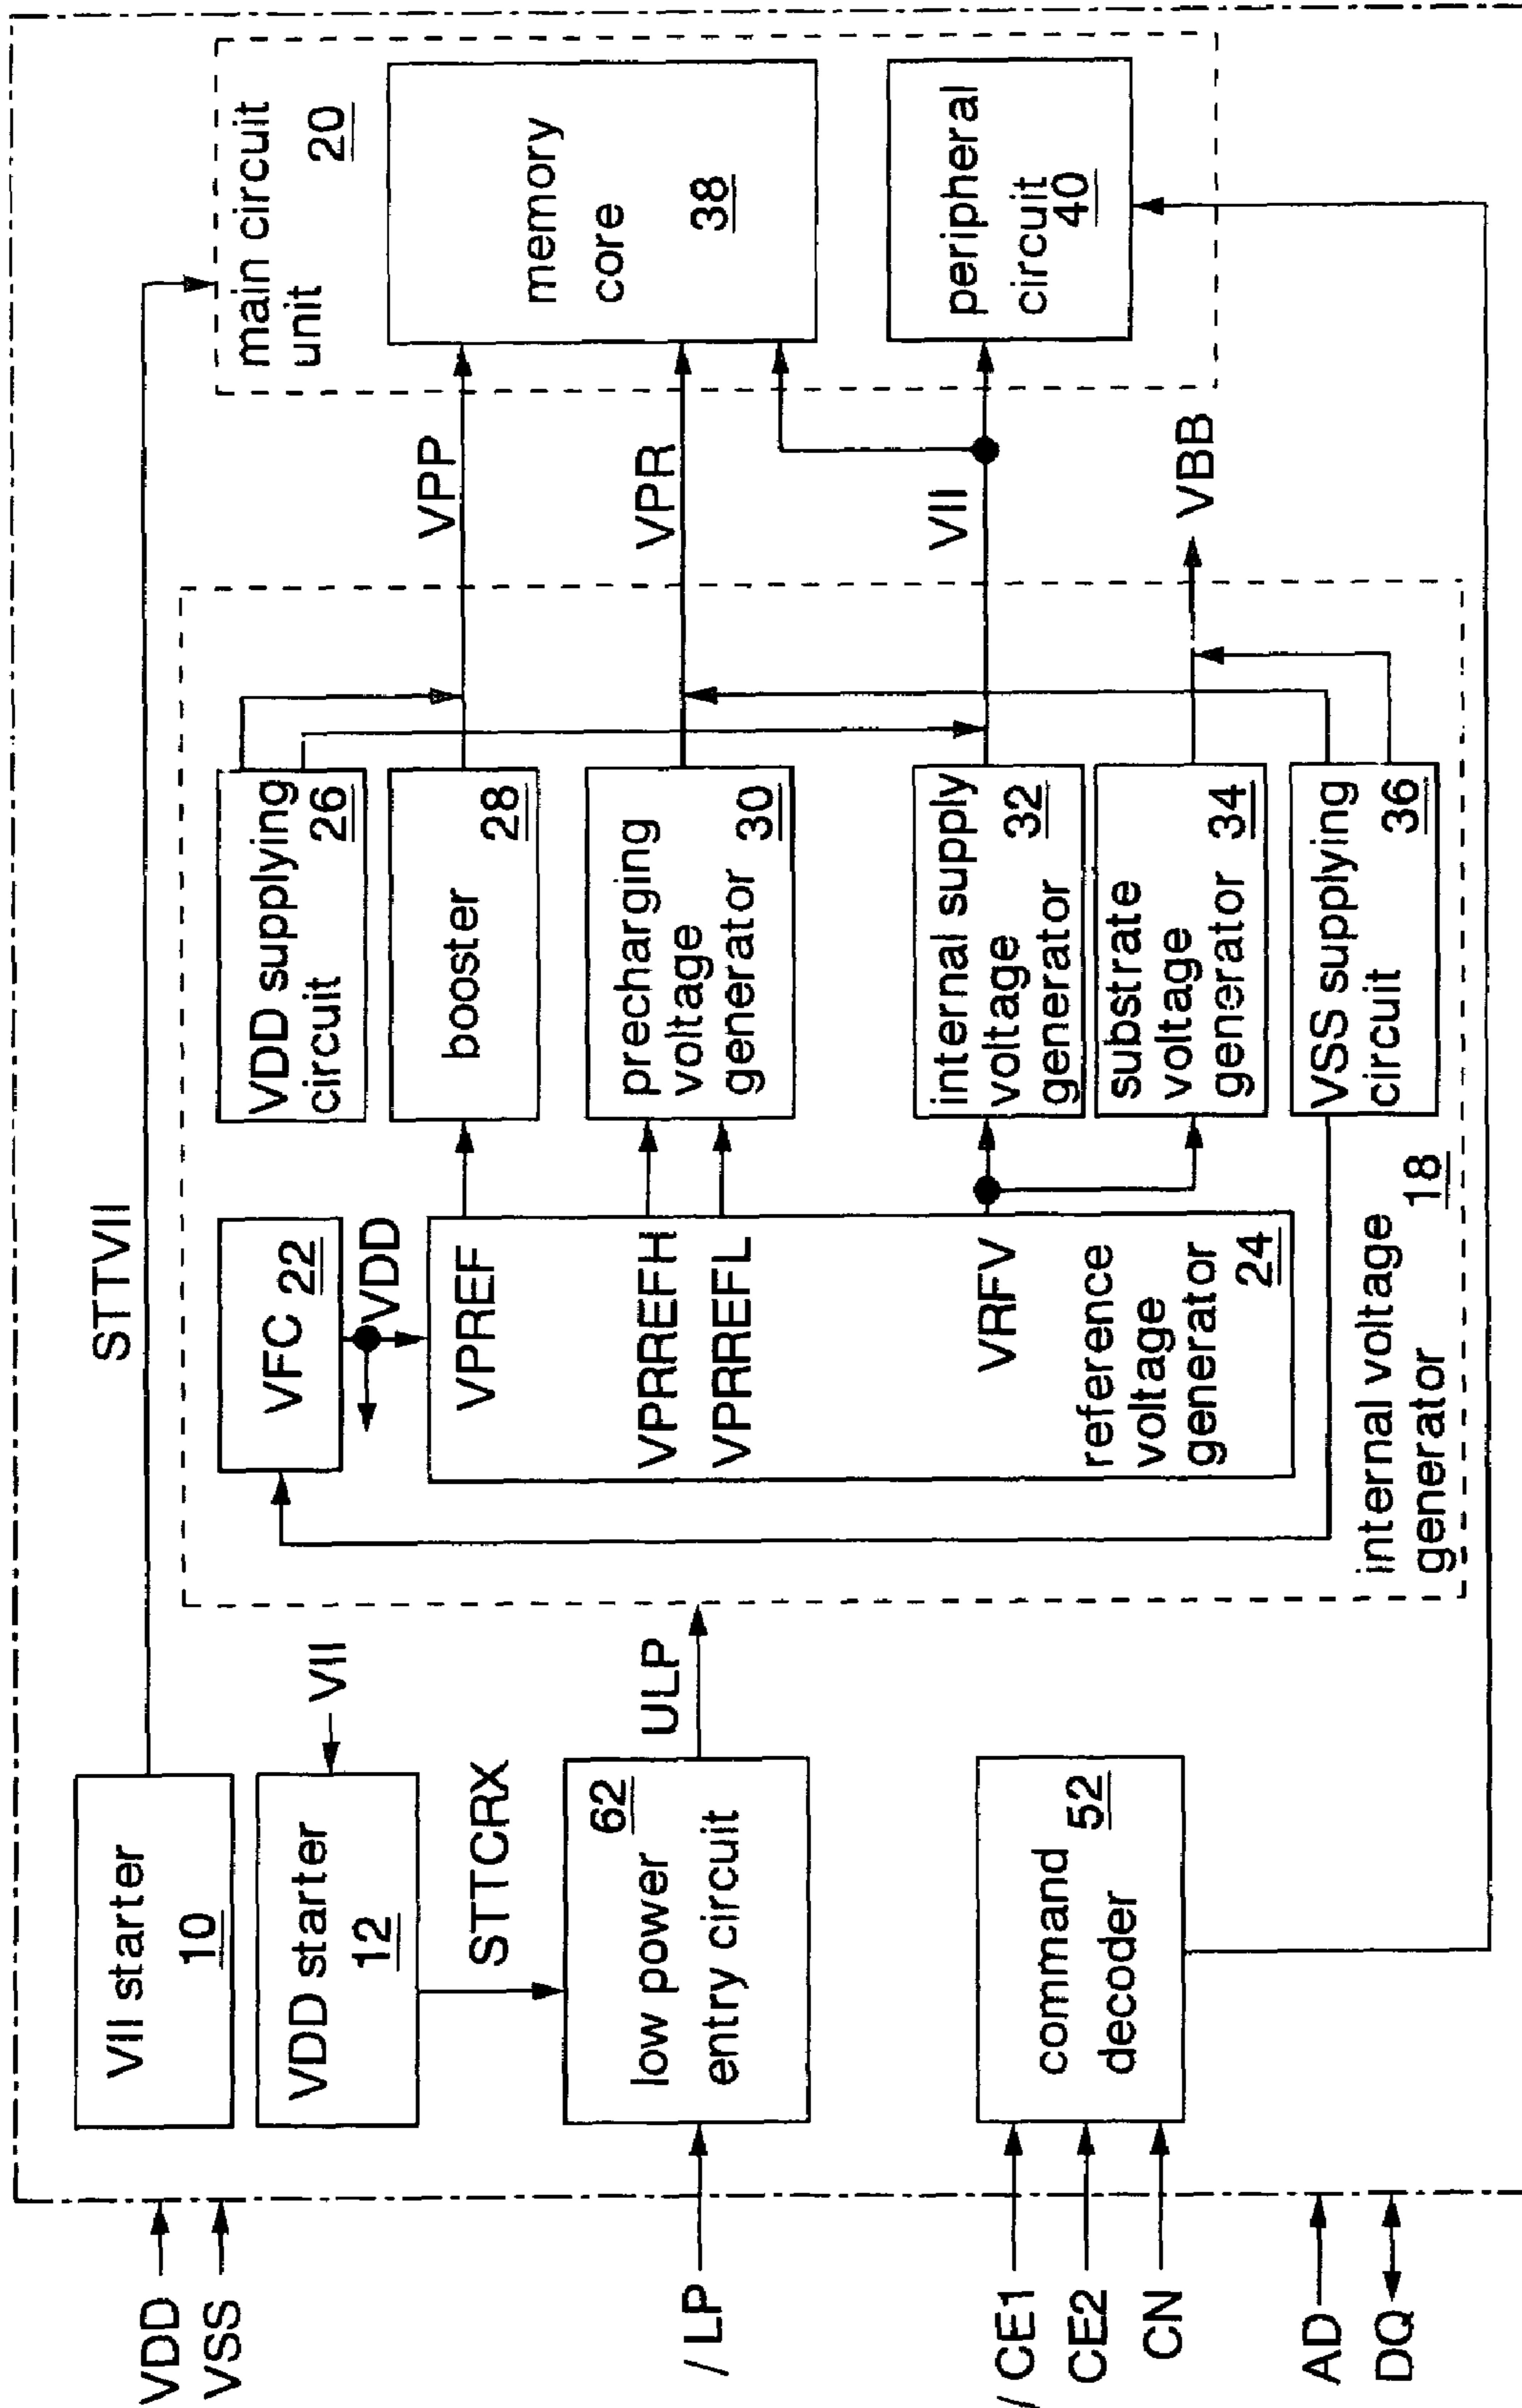 VDD
VSS
/ LP
/ CE1
CE2
CN
AD
DQ
VII starter
10
VDD starter
12
VII
STTCRX
62
low power
entry circuit
ULP
command
decoder
52
STTVII
VFC 22
VDD
VPREF
VPRREFH
VPRREFL
VRFV
reference
voltage
generator
24
internal voltage
generator
18
VDD supplying
circuit
26
booster
28
precharging
voltage
generator
30
internal supply
voltage
generator
32
substrate
voltage
generator
34
VSS supplying
circuit
36
VPP
VPR
VII
VBB
main circuit
unit
20
memory
core
38
peripheral
circuit
40